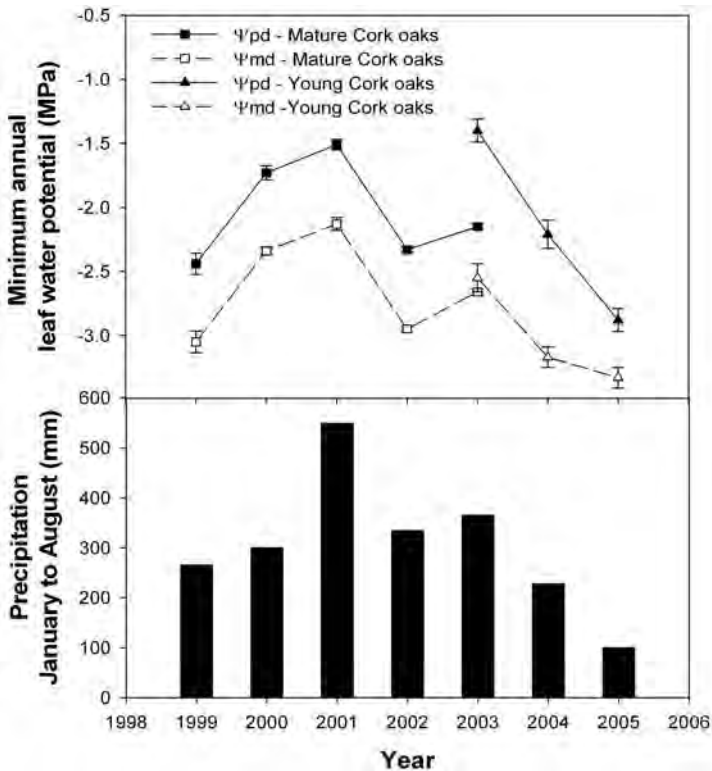 -0.5
-1.0
-1.5
-2.0
-2.5
-3.0
Minimum annual
leaf water potential (MPa)
Ψpd - Mature Cork oaks
Ψmd - Mature Cork oaks
Ψpd - Young Cork oaks
Ψmd -Young Cork oaks
600
500
400
300
200
100
0
Precipitation
January to August (mm)
1998 1999 2000 2001 2002 2003 2004 2005 2006
Year